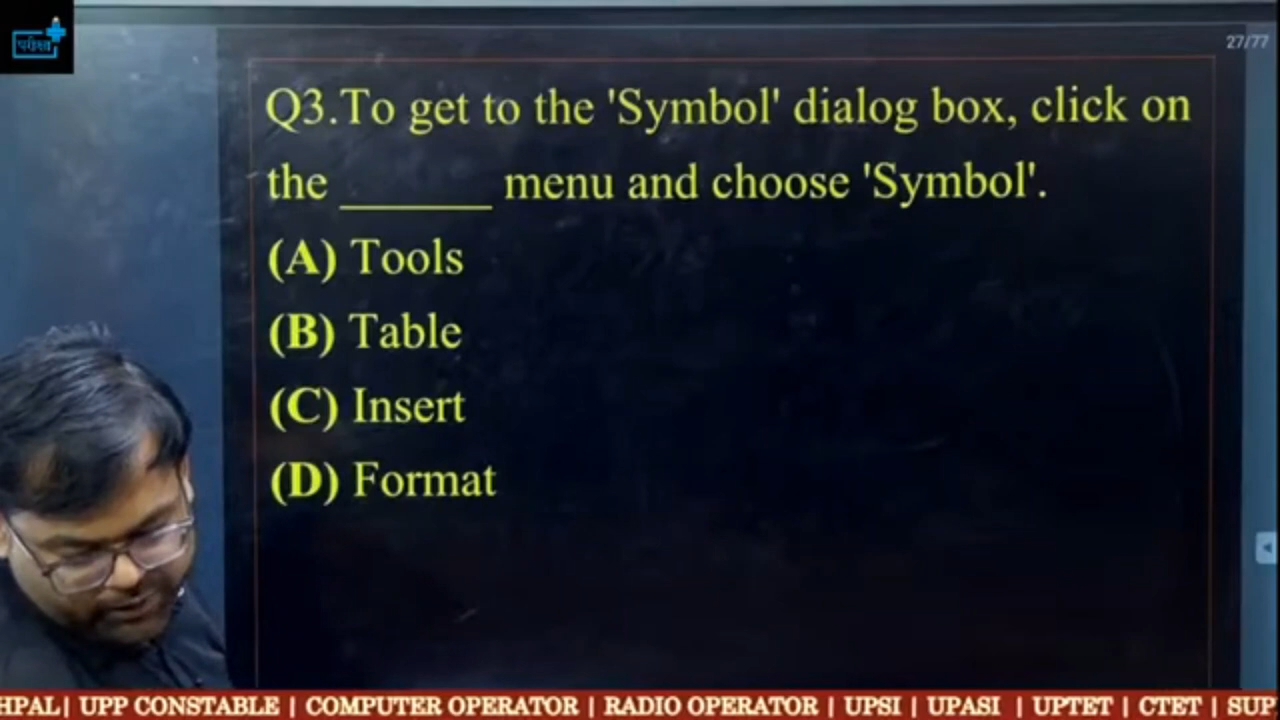 परीक्षा
27/77
Q3.To get to the 'Symbol' dialog box, click on
the ______ menu and choose 'Symbol'.
(A) Tools
(B) Table
(C) Insert
(D) Format
HPAL| UPP CONSTABLE | COMPUTER OPERATOR | RADIO OPERATOR | UPSI | UPASI | UPTET | CTET | SUP